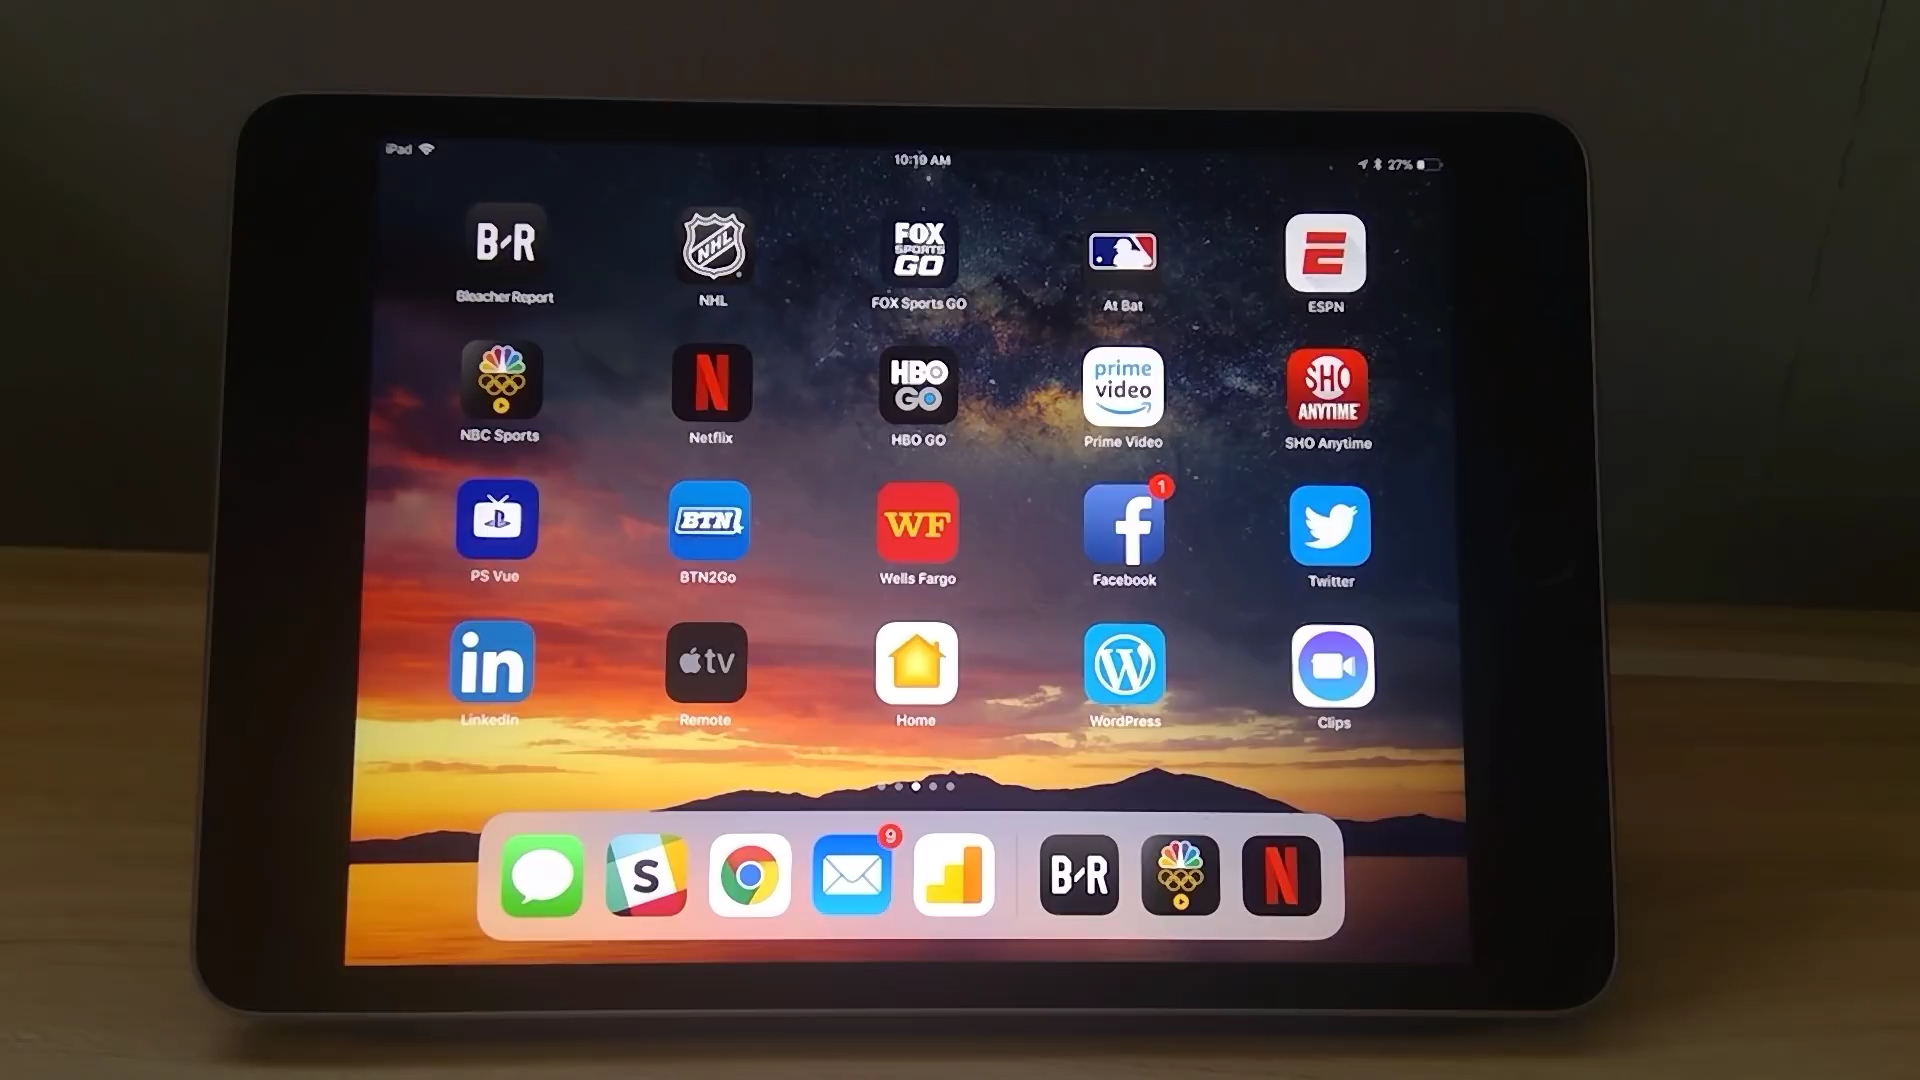 iPad
10:19 AM
27%
B/R
NHL
FOX
SPORTS
GO
E
Bleacher Report
NHL
FOX Sports GO
At Bat
ESPN
N
HBO
GO
prime
video
SHO
ANYTIME
NBC Sports
Netflix
HBO GO
Prime Video
SHO Anytime
BTN
WF
f
1
PS Vue
BTN2Go
Wells Fargo
Facebook
Twitter
in
tv
W
LinkedIn
Remote
Home
WordPress
Clips
S
9
B/R
N